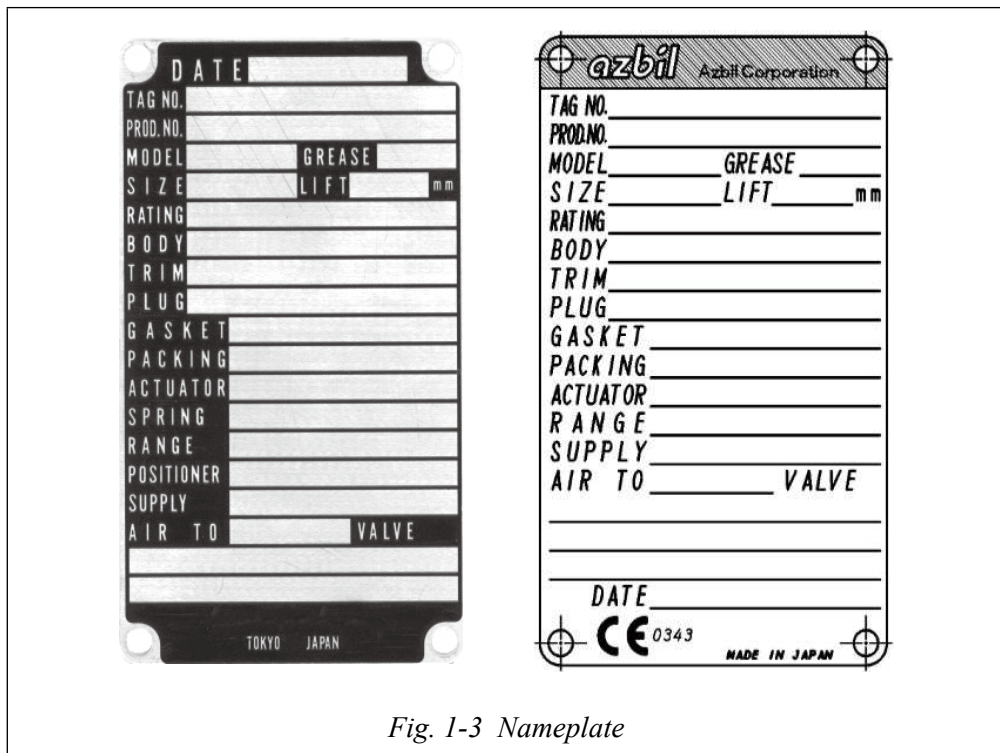 DATE
TAG NO.
PROD.NO.
MODEL GREASE
SIZE LIFT mm
RATING
BODY
TRIM
PLUG
GASKET
PACKING
ACTUATOR
SPRING
RANGE
POSITIONER
SUPPLY
AIR TO VALVE
TOKYO JAPAN
azbil Azbil Corporation
TAG NO.
PROD.NO.
MODEL GREASE
SIZE LIFT mm
RATING
BODY
TRIM
PLUG
GASKET
PACKING
ACTUATOR
RANGE
SUPPLY
AIR TO VALVE
DATE
CE 0343
MADE IN JAPAN
Fig. 1-3 Nameplate